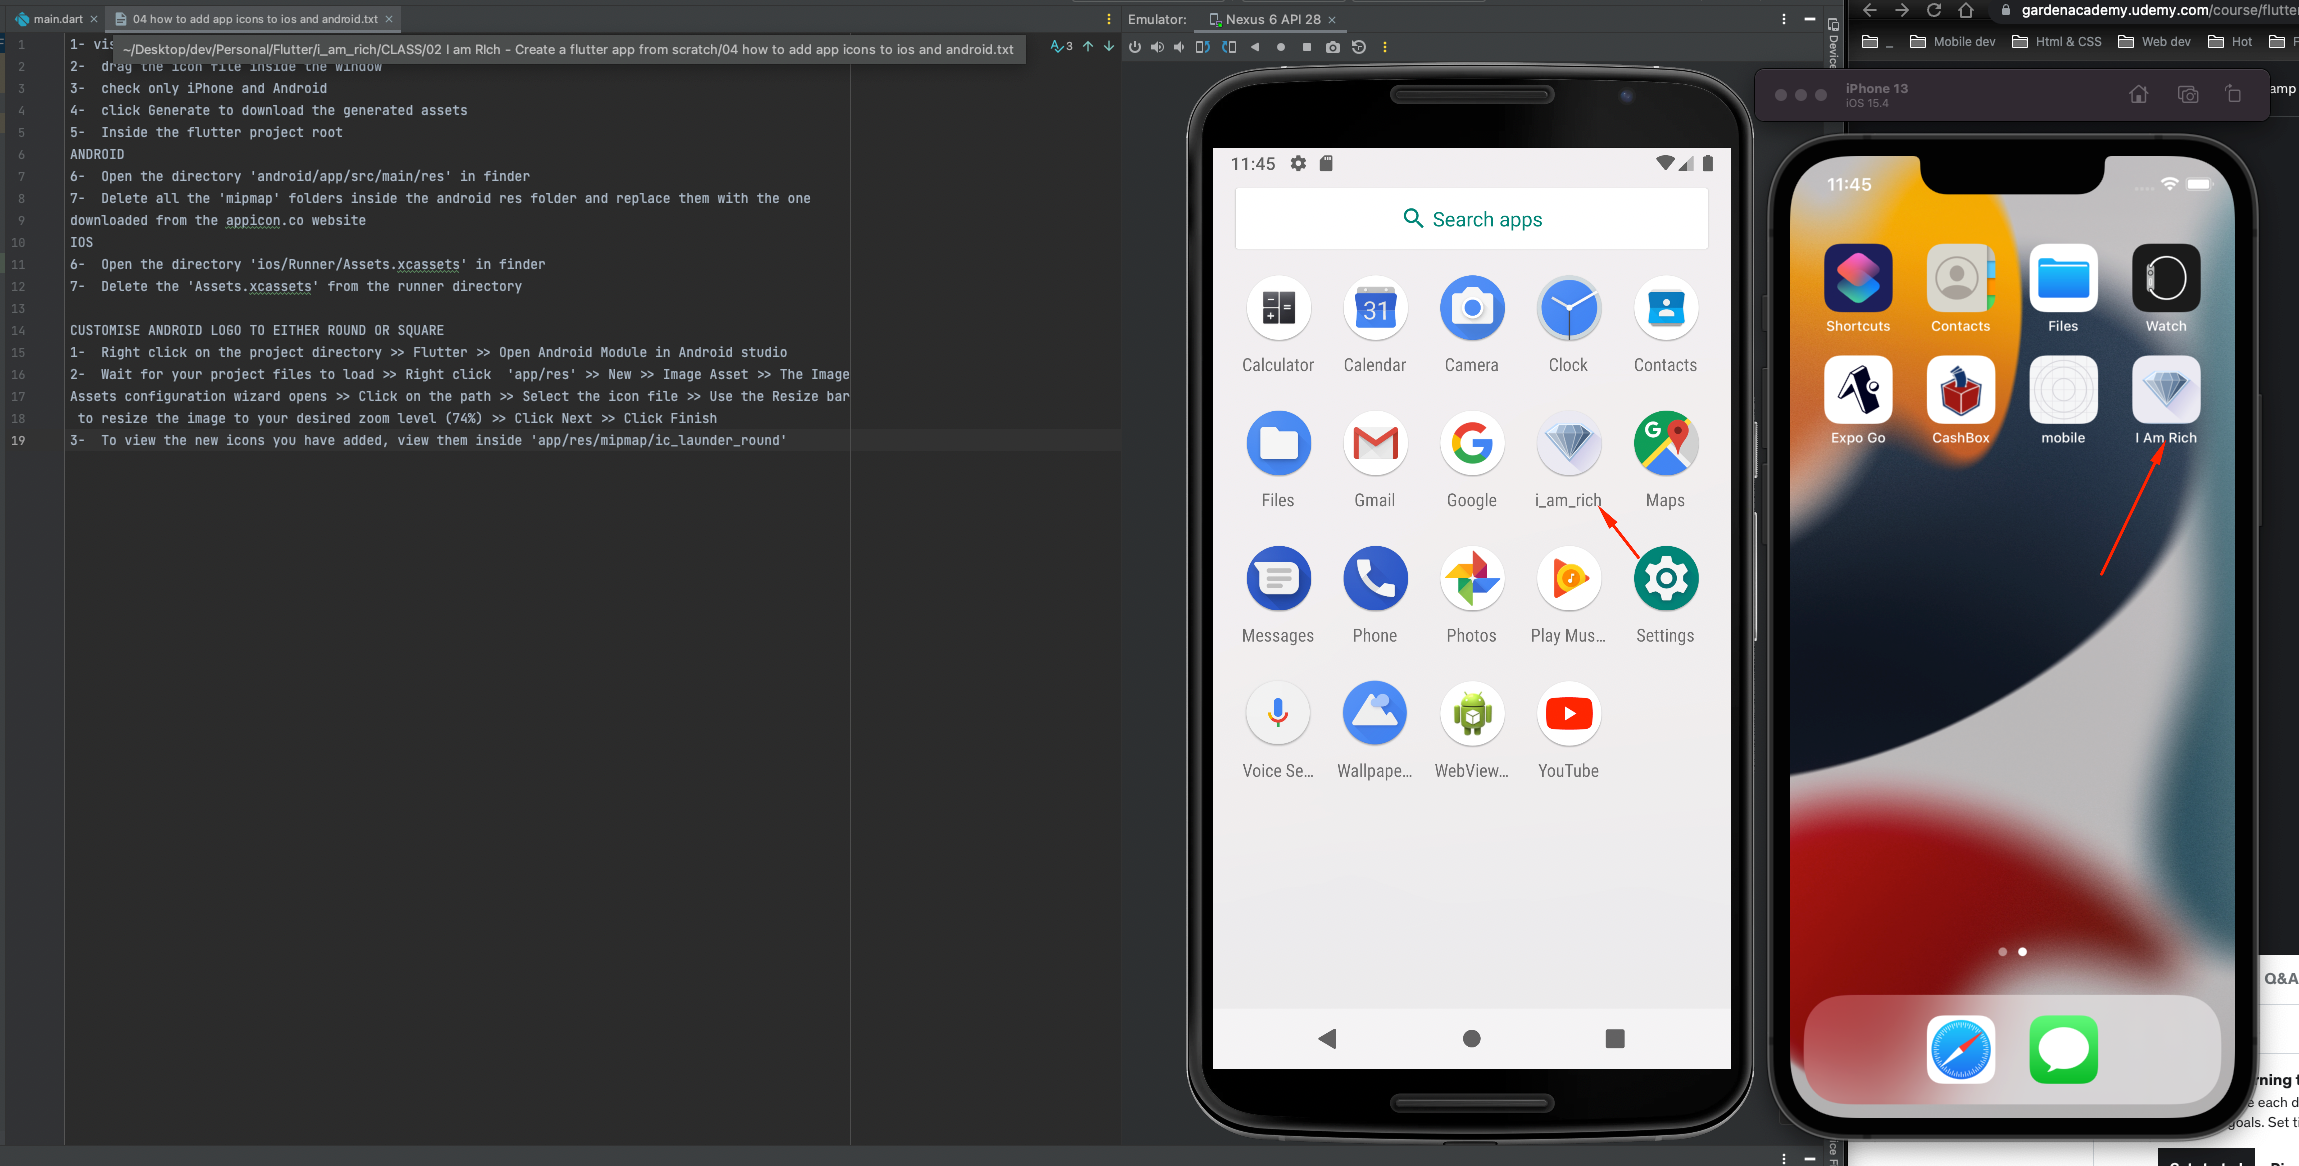 main.dart
04 how to add app icons to ios and android.txt
Emulator:
Nexus 6 API 28
gardenacademy.udemy.com/course/flutter
Mobile dev
Html & CSS
Web dev
Hot
~/Desktop/dev/Personal/Flutter/i_am_rich/CLASS/02 I am RIch - Create a flutter app from scratch/04 how to add app icons to ios and android.txt
3
1 1- vis
2 2- drag the icon file inside the window
3 3- check only iPhone and Android
4 4- click Generate to download the generated assets
5 5- Inside the flutter project root
6 ANDROID
7 6- Open the directory 'android/app/src/main/res' in finder
8 7- Delete all the 'mipmap' folders inside the android res folder and replace them with the one
9 downloaded from the appicon.co website
10 IOS
11 6- Open the directory 'ios/Runner/Assets.xcassets' in finder
12 7- Delete the 'Assets.xcassets' from the runner directory
13
14 CUSTOMISE ANDROID LOGO TO EITHER ROUND OR SQUARE
15 1- Right click on the project directory >> Flutter >> Open Android Module in Android studio
16 2- Wait for your project files to load >> Right click 'app/res' >> New >> Image Asset >> The Image
17 Assets configuration wizard opens >> Click on the path >> Select the icon file >> Use the Resize bar
18 to resize the image to your desired zoom level (74%) >> Click Next >> Click Finish
19 3- To view the new icons you have added, view them inside 'app/res/mipmap/ic_launder_round'
11:45
Search apps
31
Calculator
Calendar
Camera
Clock
Contacts
Files
Gmail
Google
i_am_rich
Maps
Messages
Phone
Photos
Play Mus...
Settings
Voice Se...
Wallpape...
WebView...
YouTube
iPhone 13
iOS 15.4
amp
11:45
Shortcuts
Contacts
Files
Watch
Expo Go
CashBox
mobile
I Am Rich
Q&A
rning t
e each d
goals. Set ti